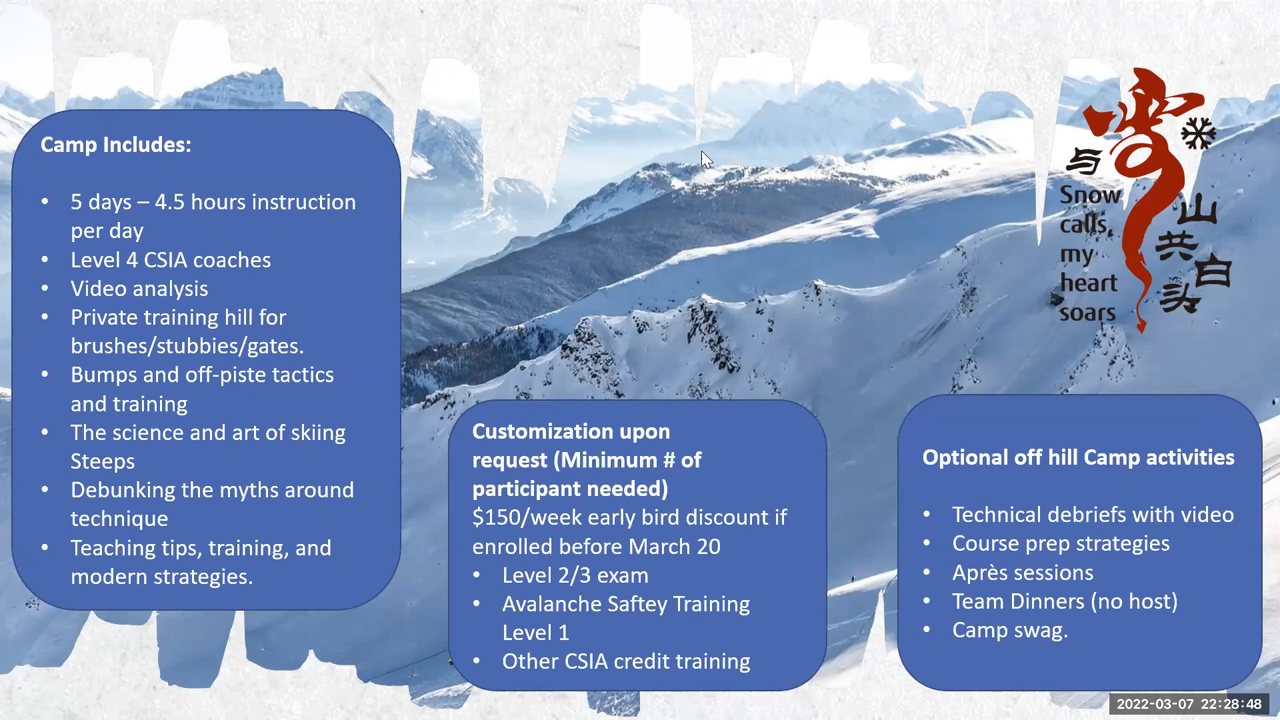 Camp Includes:
• 5 days – 4.5 hours instruction
per day
• Level 4 CSIA coaches
• Video analysis
• Private training hill for
brushes/stubbies/gates.
• Bumps and off-piste tactics
and training
• The science and art of skiing
Steeps
• Debunking the myths around
technique
• Teaching tips, training, and
modern strategies.
Customization upon
request (Minimum # of
participant needed)
$150/week early bird discount if
enrolled before March 20
• Level 2/3 exam
• Avalanche Saftey Training
Level 1
• Other CSIA credit training
与
Snow
calls,
my
heart
soars
山
共
白
头
Optional off hill Camp activities
• Technical debriefs with video
• Course prep strategies
• Après sessions
• Team Dinners (no host)
• Camp swag.
2022-03-07 22:28:48